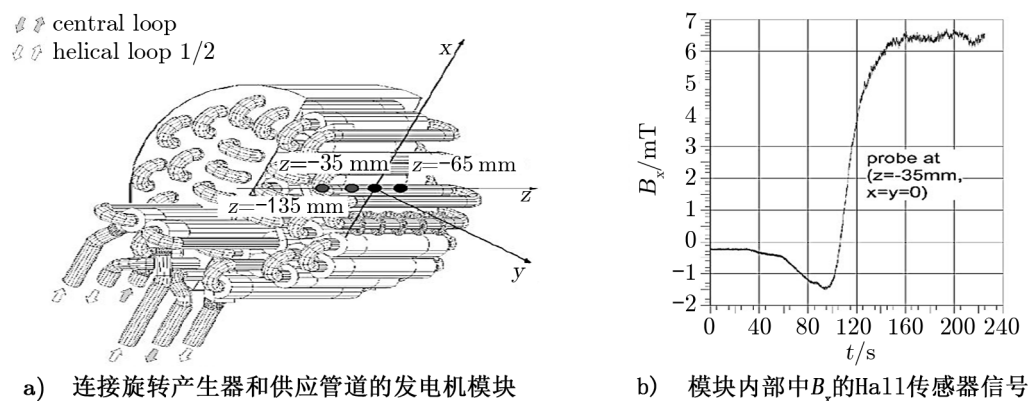 central loop
helical loop 1/2
x
z=-35 mm
z=-65 mm
z=-135 mm
z
y
a) 连接旋转产生器和供应管道的发电机模块
7
6
5
4
3
2
1
0
-1
-2
Bx/mT
probe at
(z=-35mm,
x=y=0)
0 40 80 120 160 200 240
t/s
b) 模块内部中Bx的Hall传感器信号